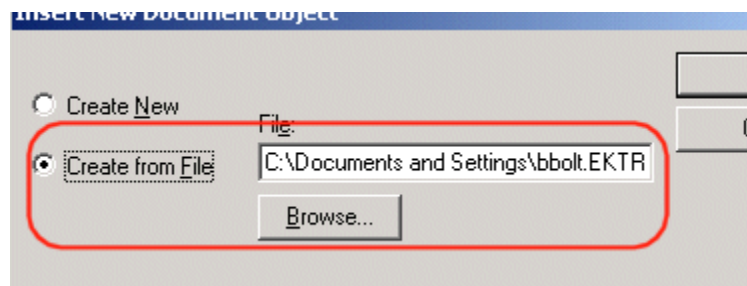 Insert New Document Object
Create New
File:
Create from File
C:\Documents and Settings\bbolt.EKTR
Browse...